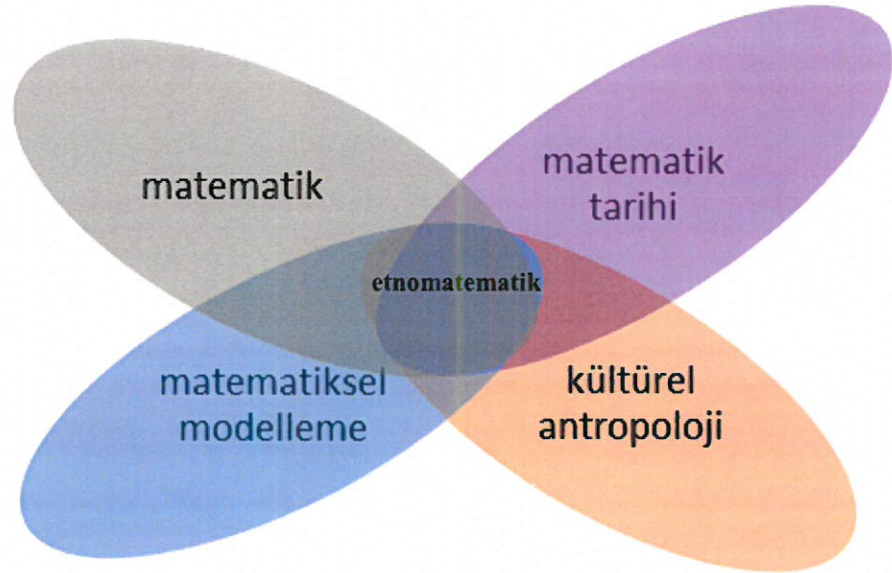 matematik
matematik
tarihi
etnomatematik
matematiksel
modelleme
kültürel
antropoloji